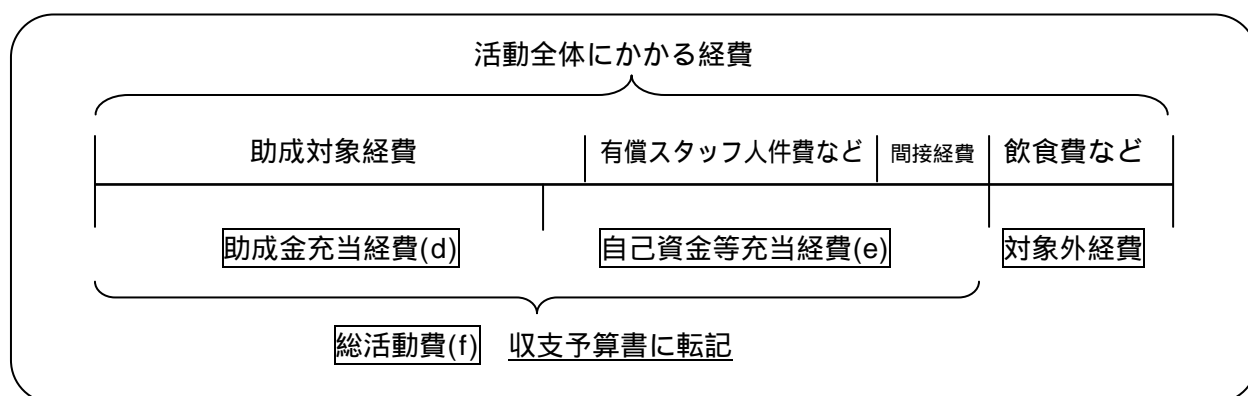 活動全体にかかる経費
助成対象経費 有償スタッフ人件費など 間接経費 飲食費など
助成金充当経費(d) 自己資金等充当経費(e) 対象外経費
総活動費(f) 収支予算書に転記